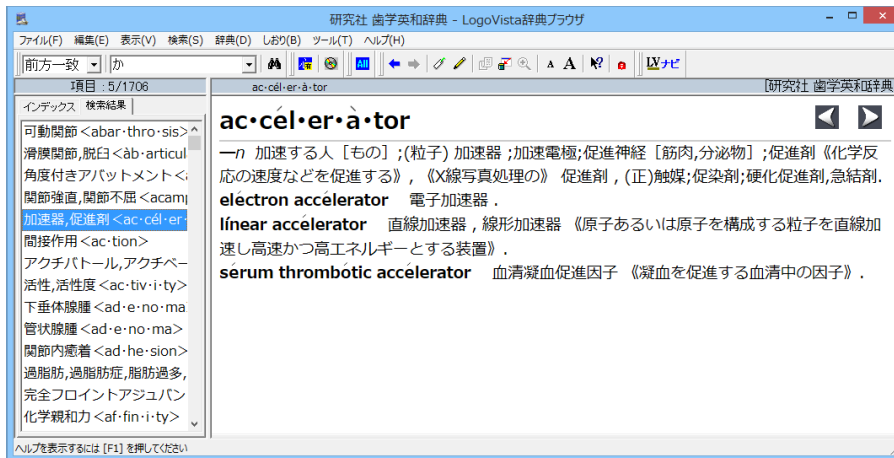 研究社 歯学英和辞典 - LogoVista辞典ブラウザ
ファイル(F) 編集(E) 表示(V) 検索(S) 辞典(D) しおり(B) ツール(T) ヘルプ(H)
前方一致 か All A A LVナビ
項目 : 5/1706
ac·cél·er·à·tor [研究社 歯学英和辞典
インデックス 検索結果
可動関節<abar·thro·sis>
滑膜関節,脱臼<àb·articul
角度付きアバットメント<
関節強直,関節不屈<acam
加速器,促進剤<ac·cél·er·
間接作用<ac·tion>
アクチバトール,アクチベー
活性,活性度<ac·tiv·i·ty>
下垂体腺腫<ad·e·no·ma
管状腺腫<ad·e·no·ma>
関節内癒着<ad·he·sion>
過脂肪,過脂肪症,脂肪過多,
完全フロイントアジュバン
化学親和力<af·fin·i·ty>
ac•cél•er•à•tor
―n 加速する人［もの］;(粒子) 加速器 ;加速電極;促進神経［筋肉,分泌物］;促進剤《化学反
応の速度などを促進する》, 《X線写真処理の》 促進剤 , (正)触媒;促染剤;硬化促進剤,急結剤.
eléctron accélerator 電子加速器 .
línear accélerator 直線加速器 , 線形加速器 《原子あるいは原子を構成する粒子を直線加
速し高速かつ高エネルギーとする装置》 .
sérum thrombótic accélerator 血清凝血促進因子 《凝血を促進する血清中の因子》 .
ヘルプを表示するには [F1] を押してください